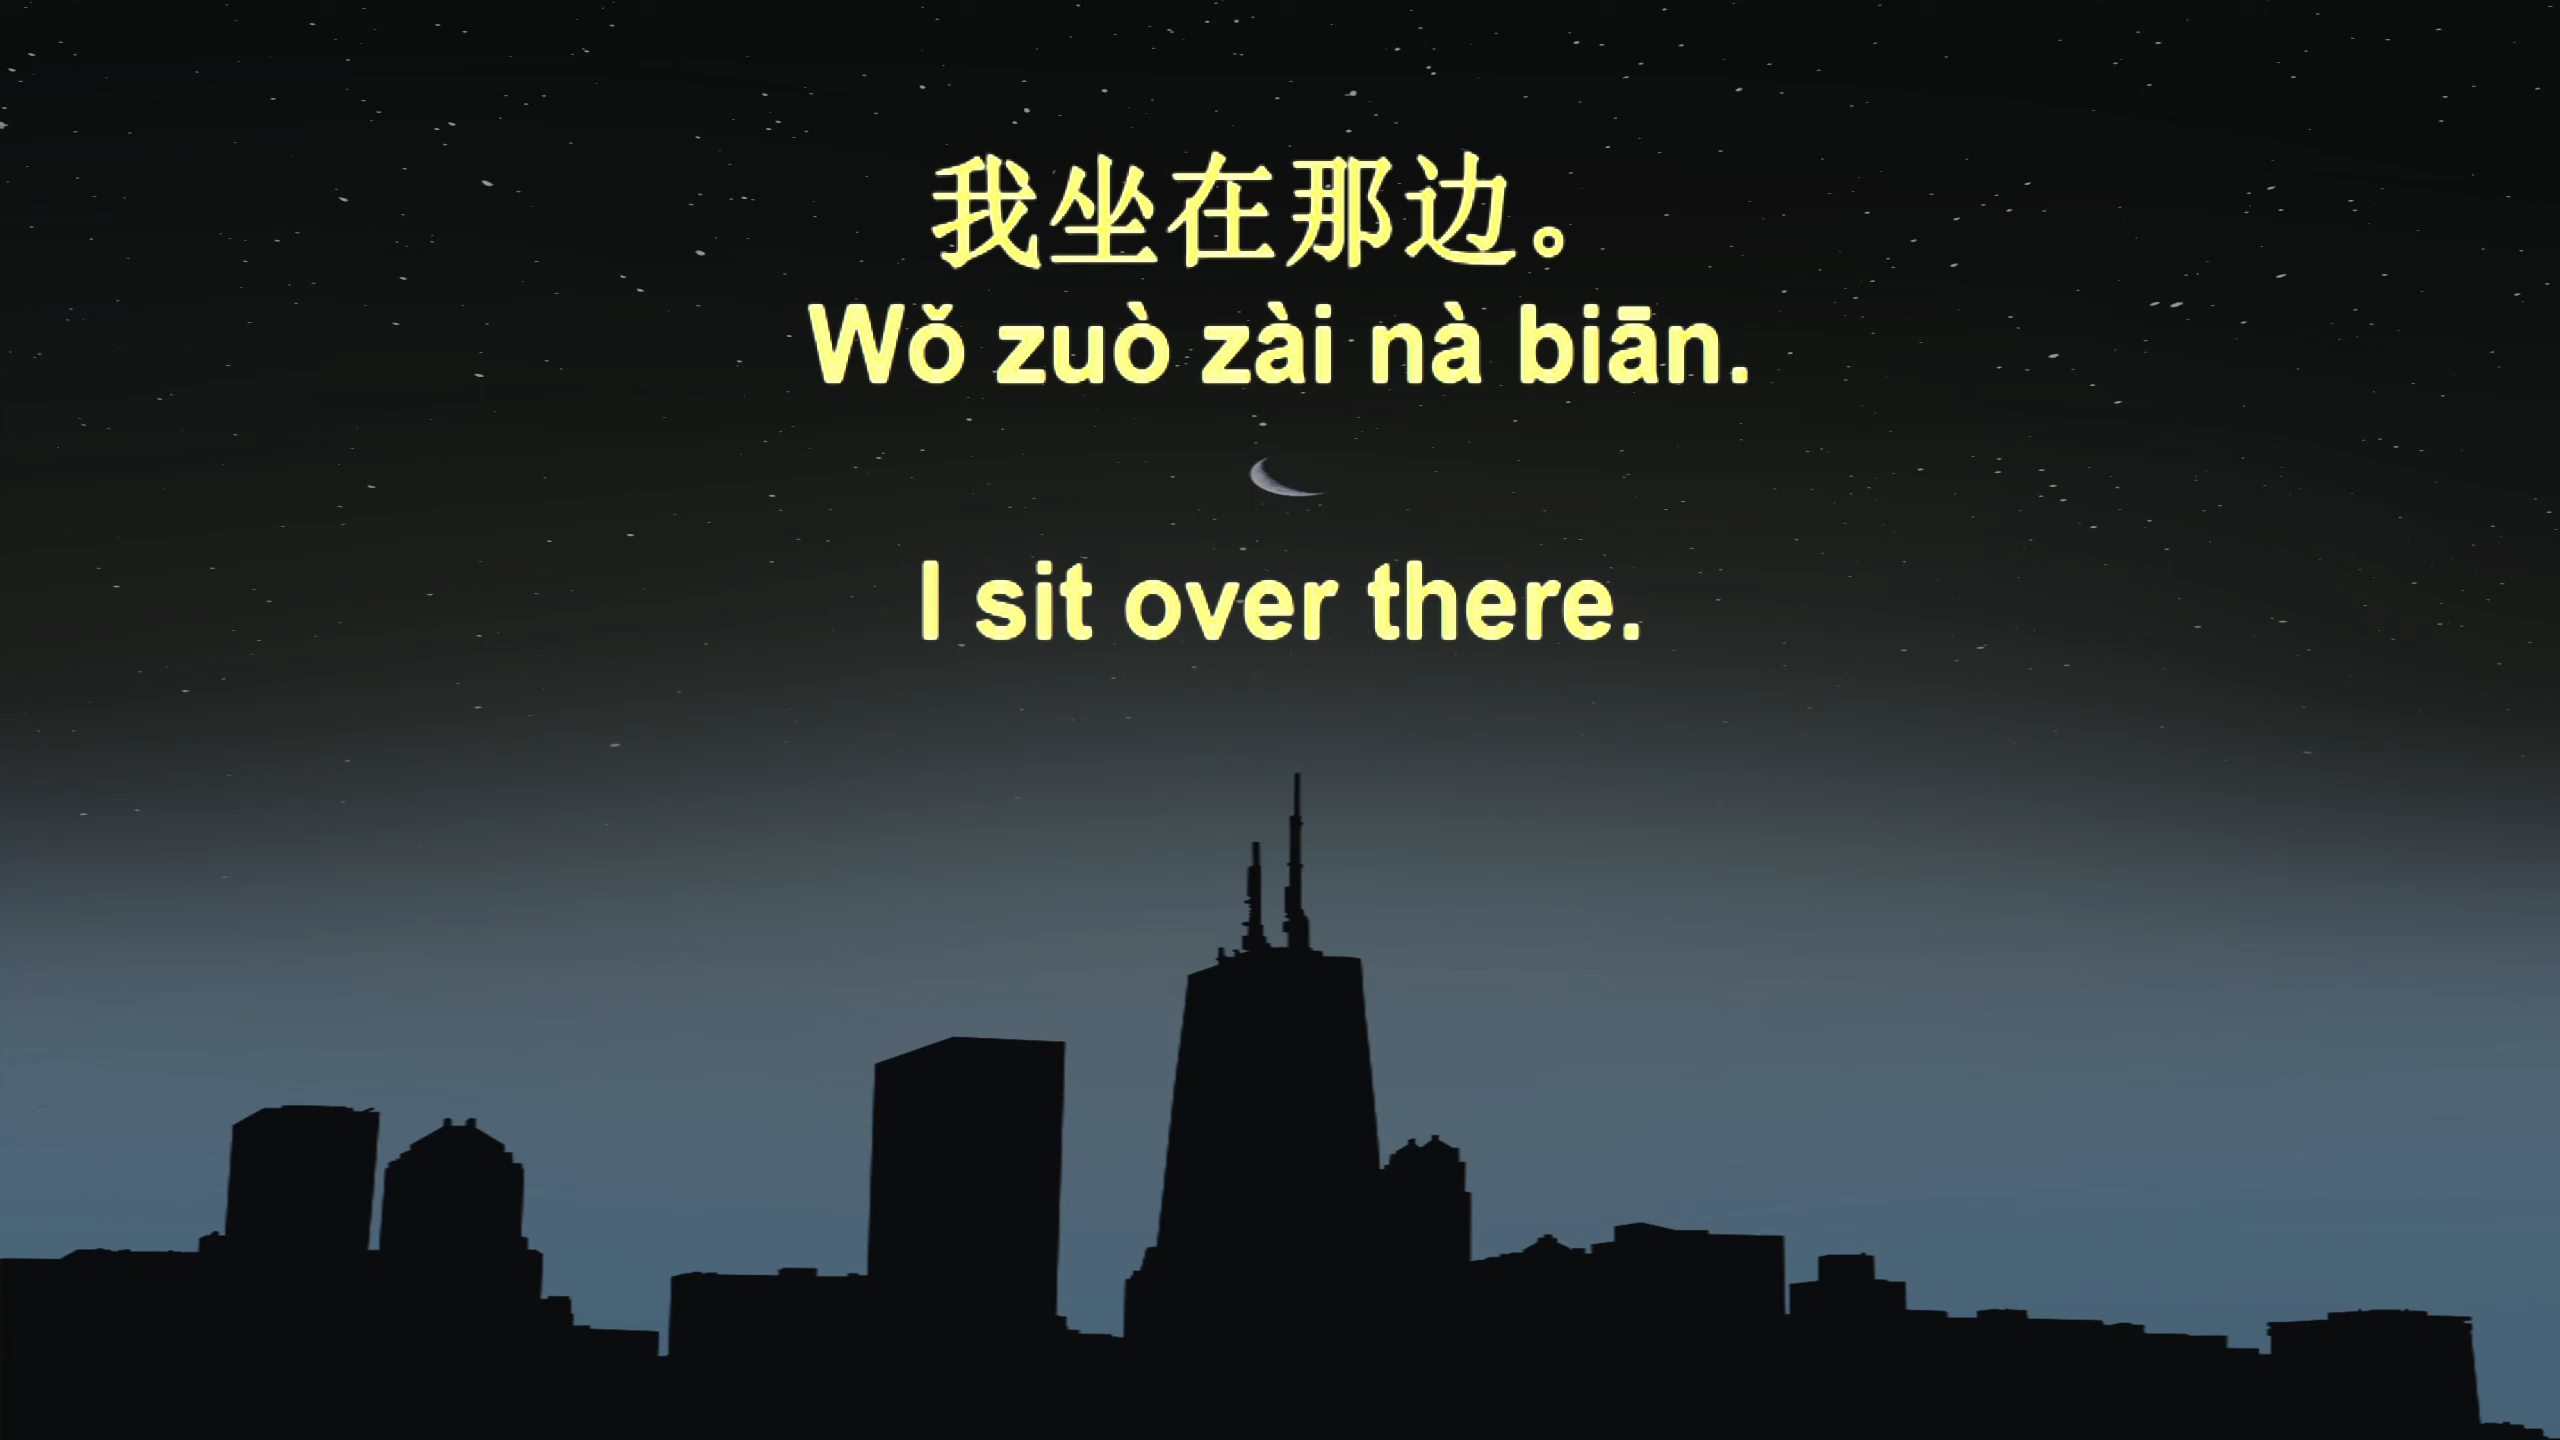 我坐在那边。
Wǒ zuò zài nà biān.
I sit over there.